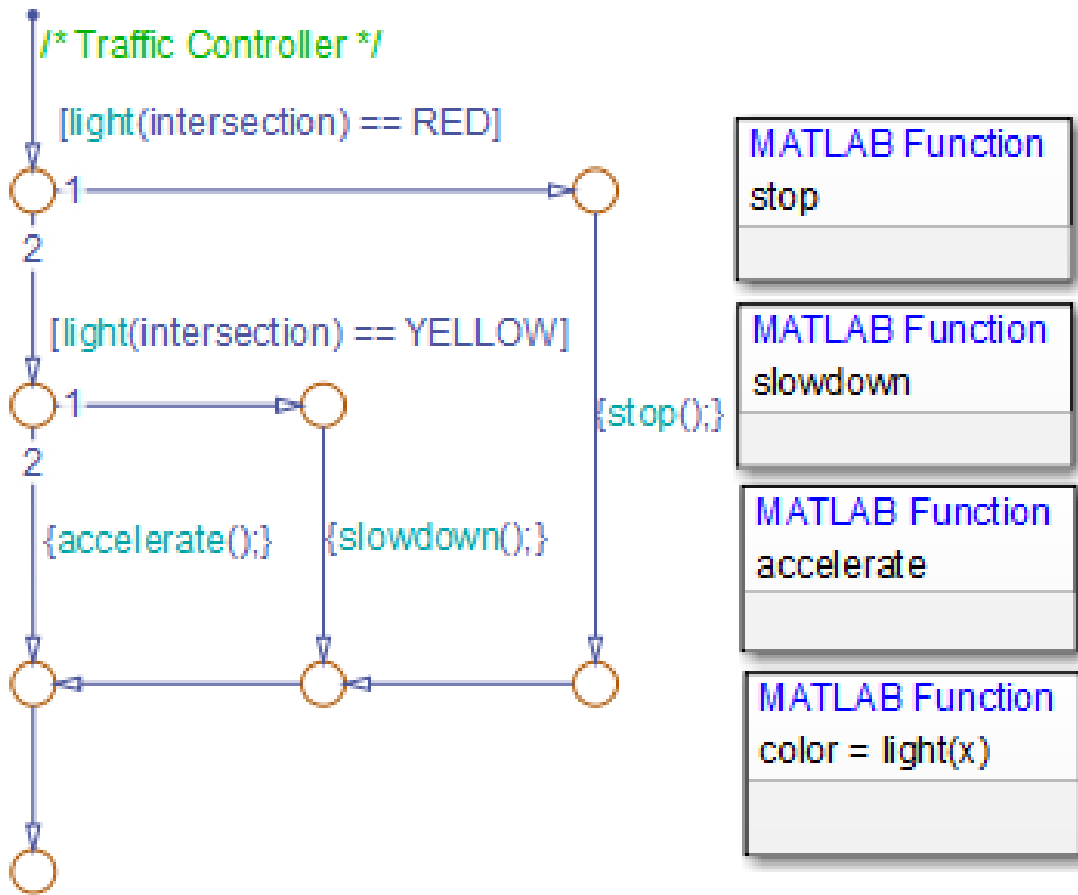 /* Traffic Controller */
[light(intersection) == RED]
1
2
[light(intersection) == YELLOW]
1
2
{stop();}
{accelerate();}
{slowdown();}
MATLAB Function
stop
MATLAB Function
slowdown
MATLAB Function
accelerate
MATLAB Function
color = light(x)